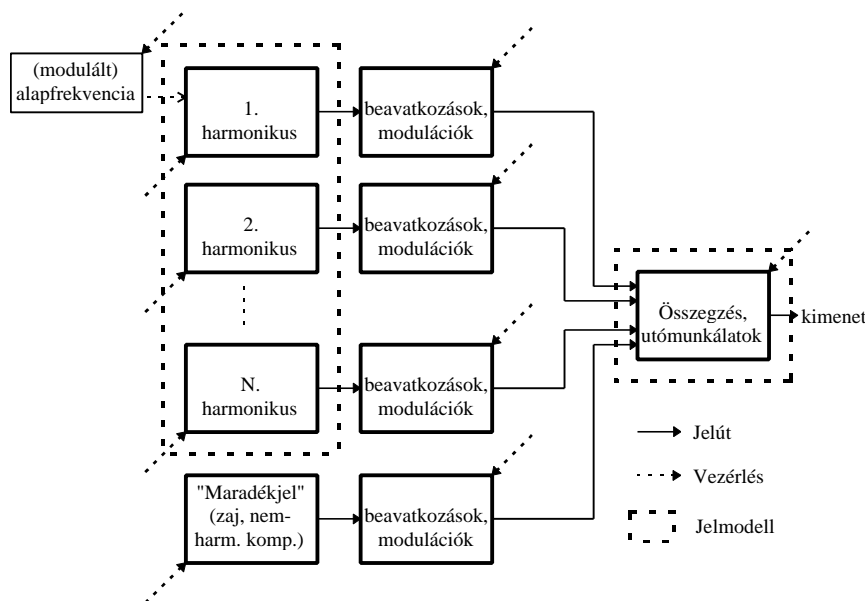 (modulált)
alapfrekvencia
1.
harmonikus
beavatkozások,
modulációk
2.
harmonikus
beavatkozások,
modulációk
N.
harmonikus
beavatkozások,
modulációk
"Maradékjel"
(zaj, nem-
harm. komp.)
beavatkozások,
modulációk
Összegzés,
utómunkálatok
kimenet
Jelút
Vezérlés
Jelmodell